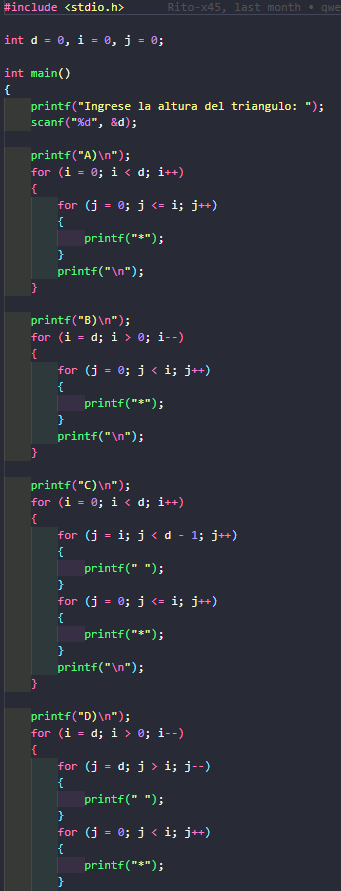 #include <stdio.h>    Rito-x45, last month • qwe

int d = 0, i = 0, j = 0;

int main()
{
    printf("Ingrese la altura del triangulo: ");
    scanf("%d", &d);

    printf("A)\n");
    for (i = 0; i < d; i++)
    {
        for (j = 0; j <= i; j++)
        {
            printf("*");
        }
        printf("\n");
    }

    printf("B)\n");
    for (i = d; i > 0; i--)
    {
        for (j = 0; j < i; j++)
        {
            printf("*");
        }
        printf("\n");
    }

    printf("C)\n");
    for (i = 0; i < d; i++)
    {
        for (j = i; j < d - 1; j++)
        {
            printf(" ");
        }
        for (j = 0; j <= i; j++)
        {
            printf("*");
        }
        printf("\n");
    }

    printf("D)\n");
    for (i = d; i > 0; i--)
    {
        for (j = d; j > i; j--)
        {
            printf(" ");
        }
        for (j = 0; j < i; j++)
        {
            printf("*");
        }